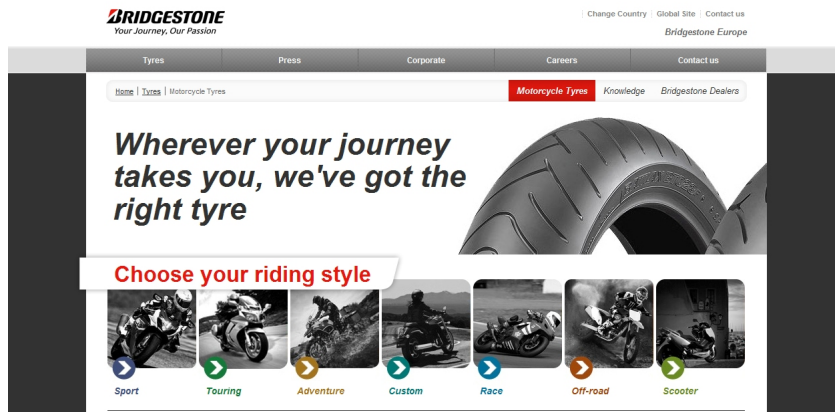 BRIDGESTONE
Your Journey, Our Passion
Change Country | Global Site | Contact us
Bridgestone Europe
Tyres Press Corporate Careers Contact us
Home | Tyres | Motorcycle Tyres
Motorcycle Tyres Knowledge Bridgestone Dealers
Wherever your journey
takes you, we've got the
right tyre
BRIDGESTONE
Choose your riding style
Sport Touring Adventure Custom Race Off-road Scooter